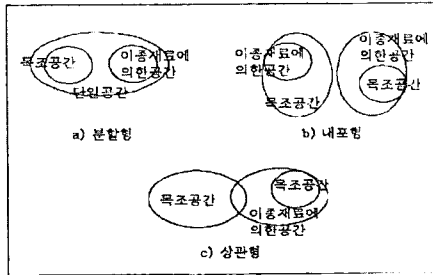 목조공간
이종재료에
의한공간
단일공간
a) 분할형
이종재료에
의한공간
목조공간
이종재료에
의한공간
목조공간
b) 내포형
목조공간
목조공간
이종재료에
의한공간
c) 상관형